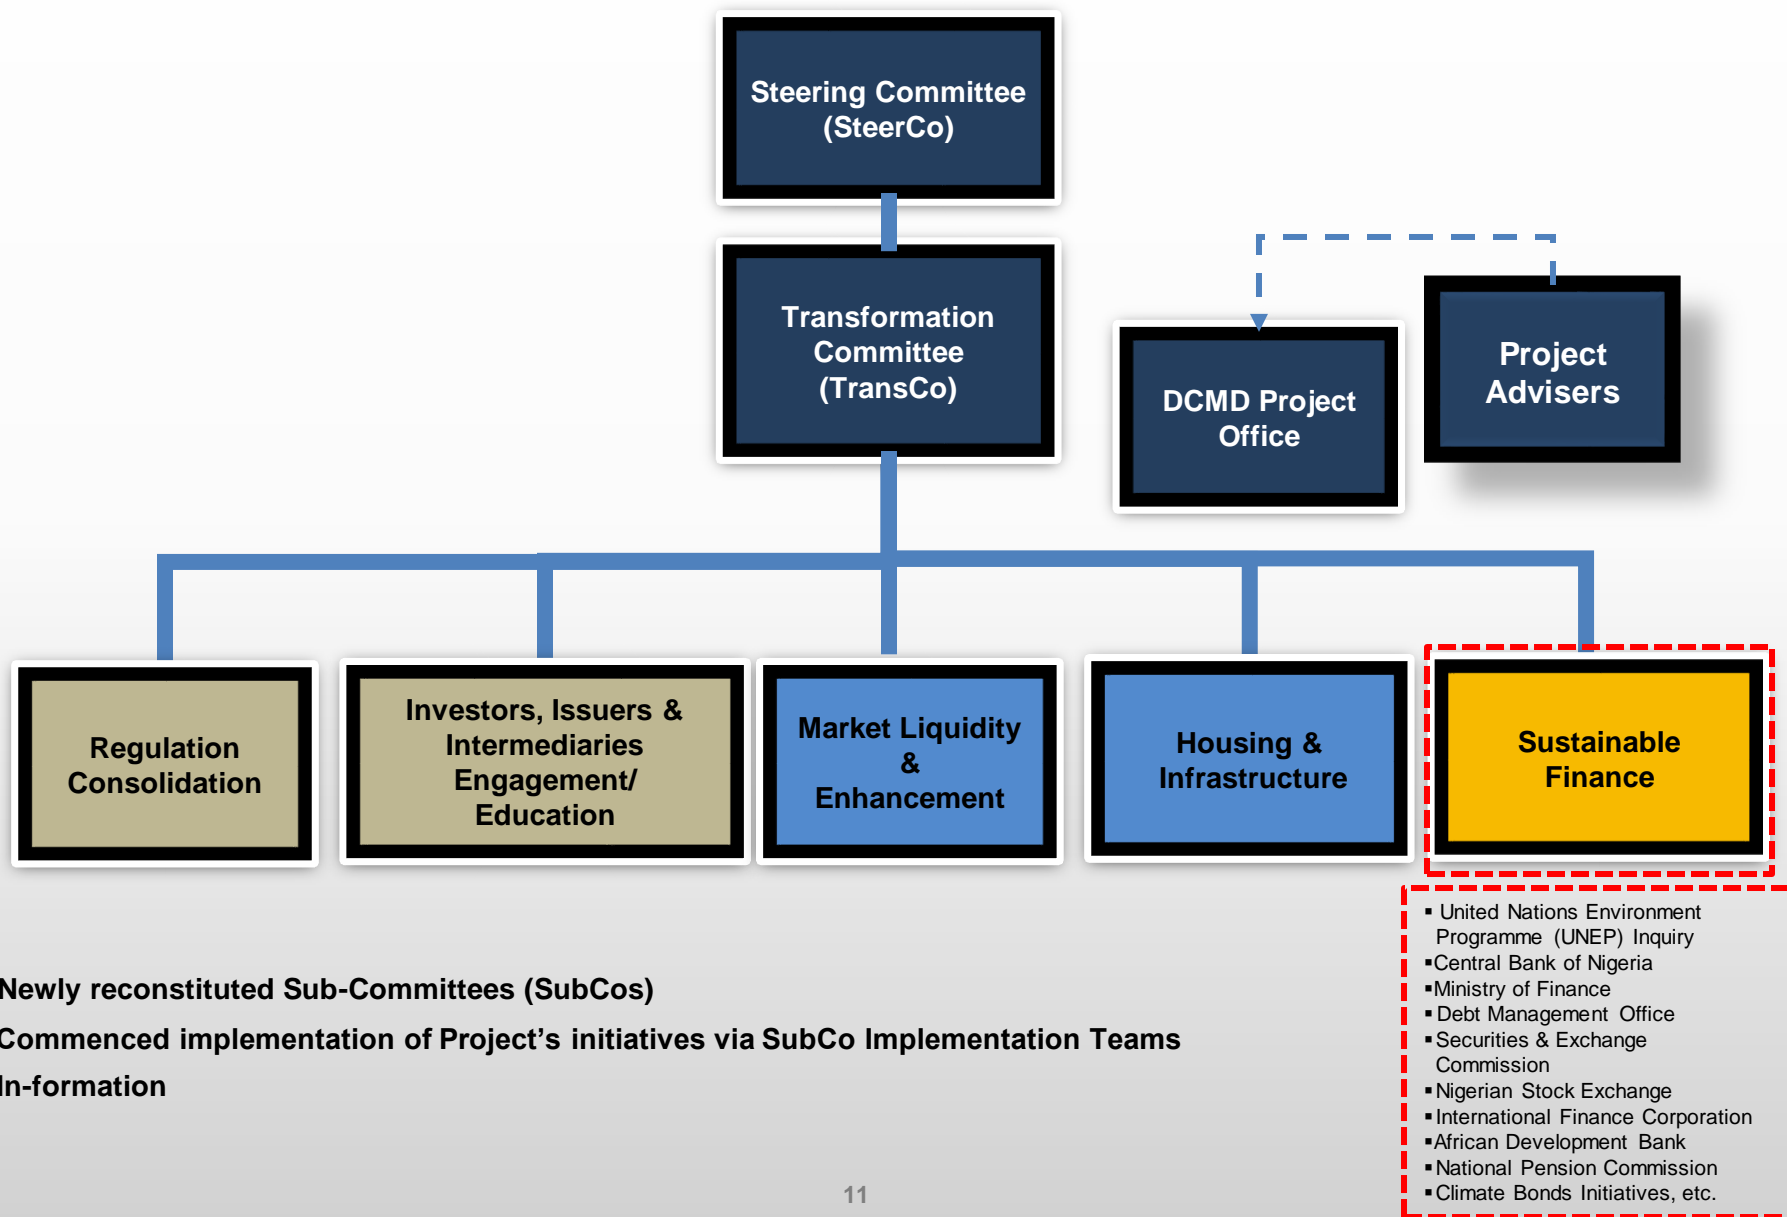 Steering Committee
(SteerCo)
Transformation
Committee
(TransCo)
DCMD Project
Office
Project
Advisers
Regulation
Consolidation
Investors, Issuers &
Intermediaries
Engagement/
Education
Market Liquidity
&
Enhancement
Housing &
Infrastructure
Sustainable
Finance
▪ United Nations Environment
Programme (UNEP) Inquiry
▪Central Bank of Nigeria
▪Ministry of Finance
▪Debt Management Office
▪Securities & Exchange
Commission
▪Nigerian Stock Exchange
▪International Finance Corporation
▪African Development Bank
▪National Pension Commission
▪Climate Bonds Initiatives, etc.
Newly reconstituted Sub-Committees (SubCos)
Commenced implementation of Project’s initiatives via SubCo Implementation Teams
In-formation
11